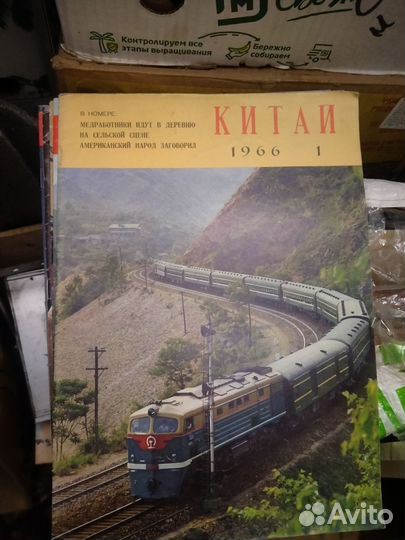 Контролируем все
этапы выращивания
Бережно
собираем
В НОМЕРЕ:
МЕДРАБОТНИКИ ИДУТ В ДЕРЕВНЮ
НА СЕЛЬСКОЙ СЦЕНЕ
АМЕРИКАНСКИЙ НАРОД ЗАГОВОРИЛ
КИТАЙ
1966 1
Avito